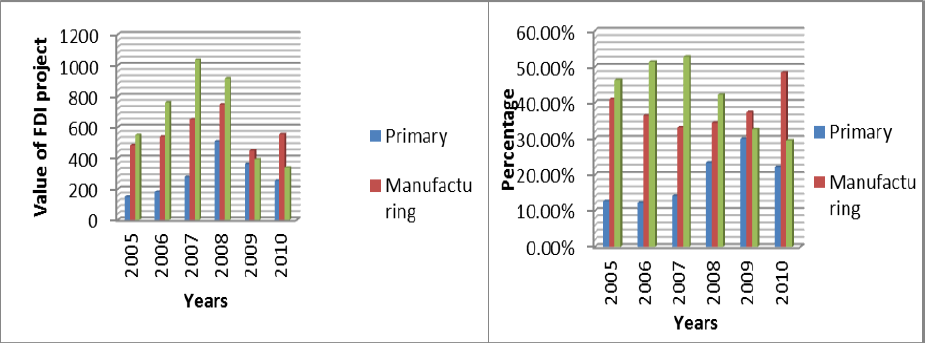 Value of FDI project
1200
1000
800
600
400
200
0
2005
2006
2007
2008
2009
2010
Years
Primary
Manufactu
ring
Percentage
60.00%
50.00%
40.00%
30.00%
20.00%
10.00%
0.00%
2005
2006
2007
2008
2009
2010
Years
Primary
Manufactu
ring